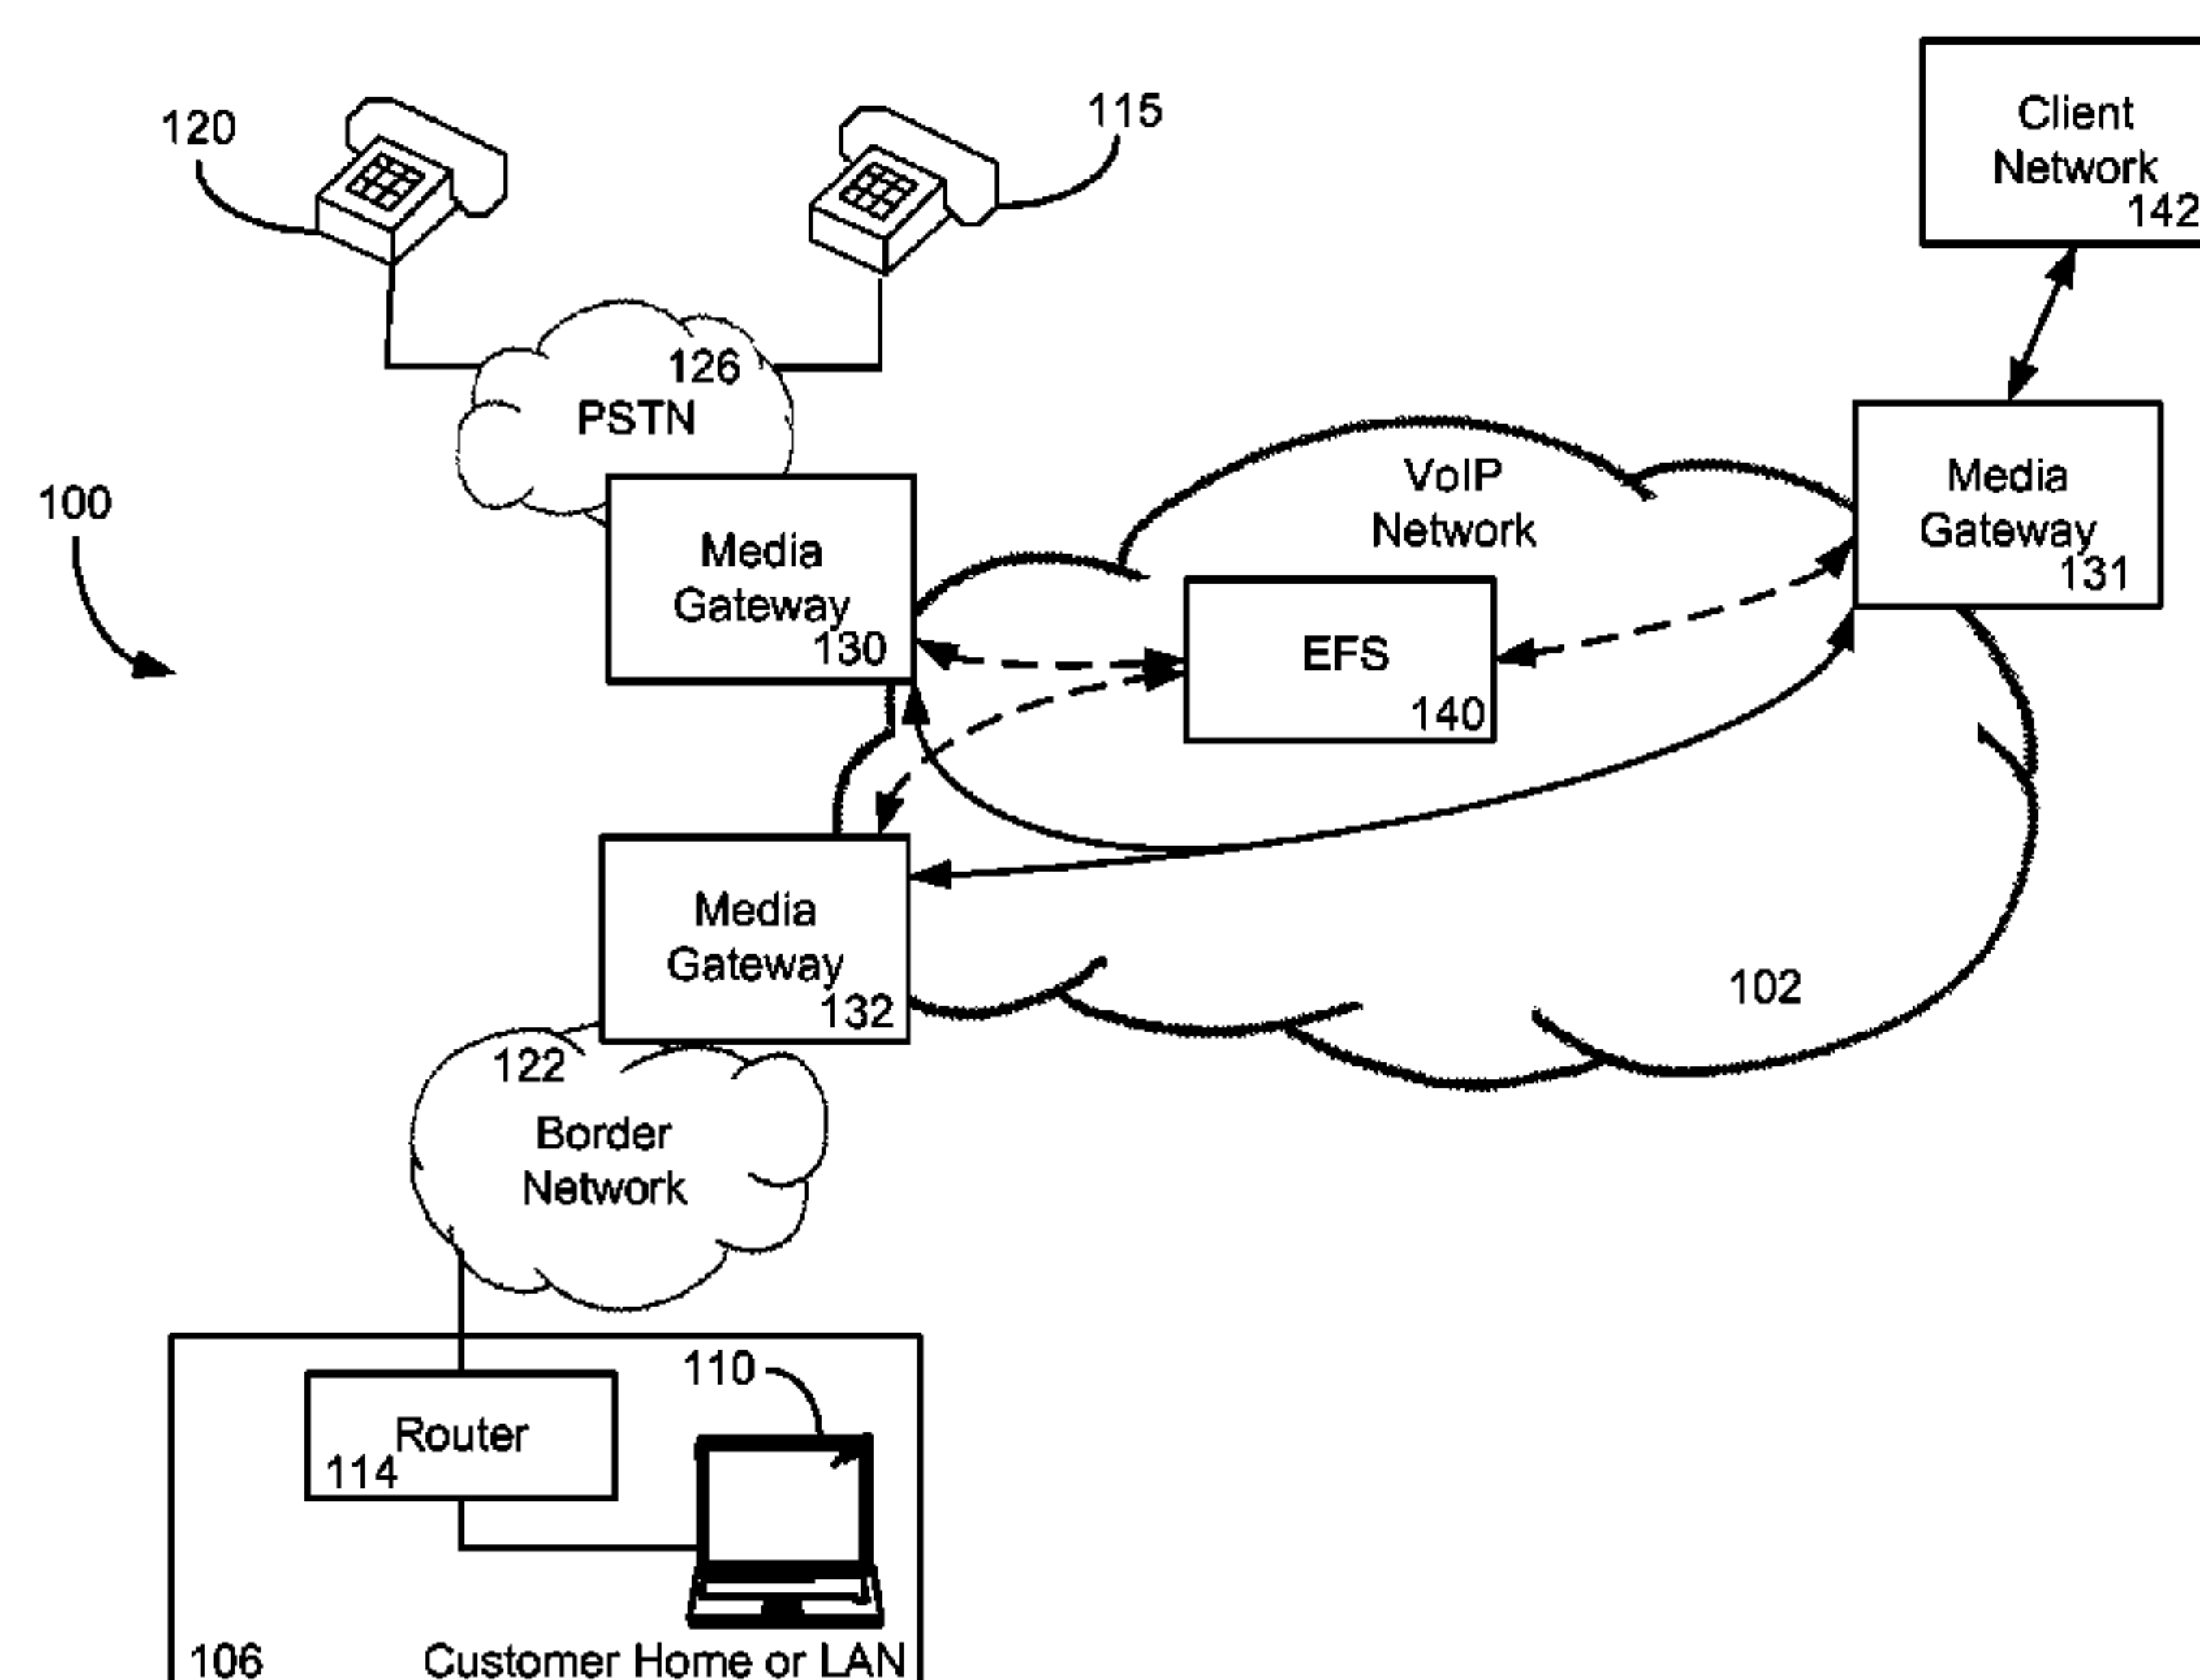 120
115
Client
Network
142
126
PSTN
100
VoIP
Network
Media
Gateway
131
Media
Gateway
130
EFS
140
Media
Gateway
132
102
122
Border
Network
110
Router
114
106
Customer Home or LAN